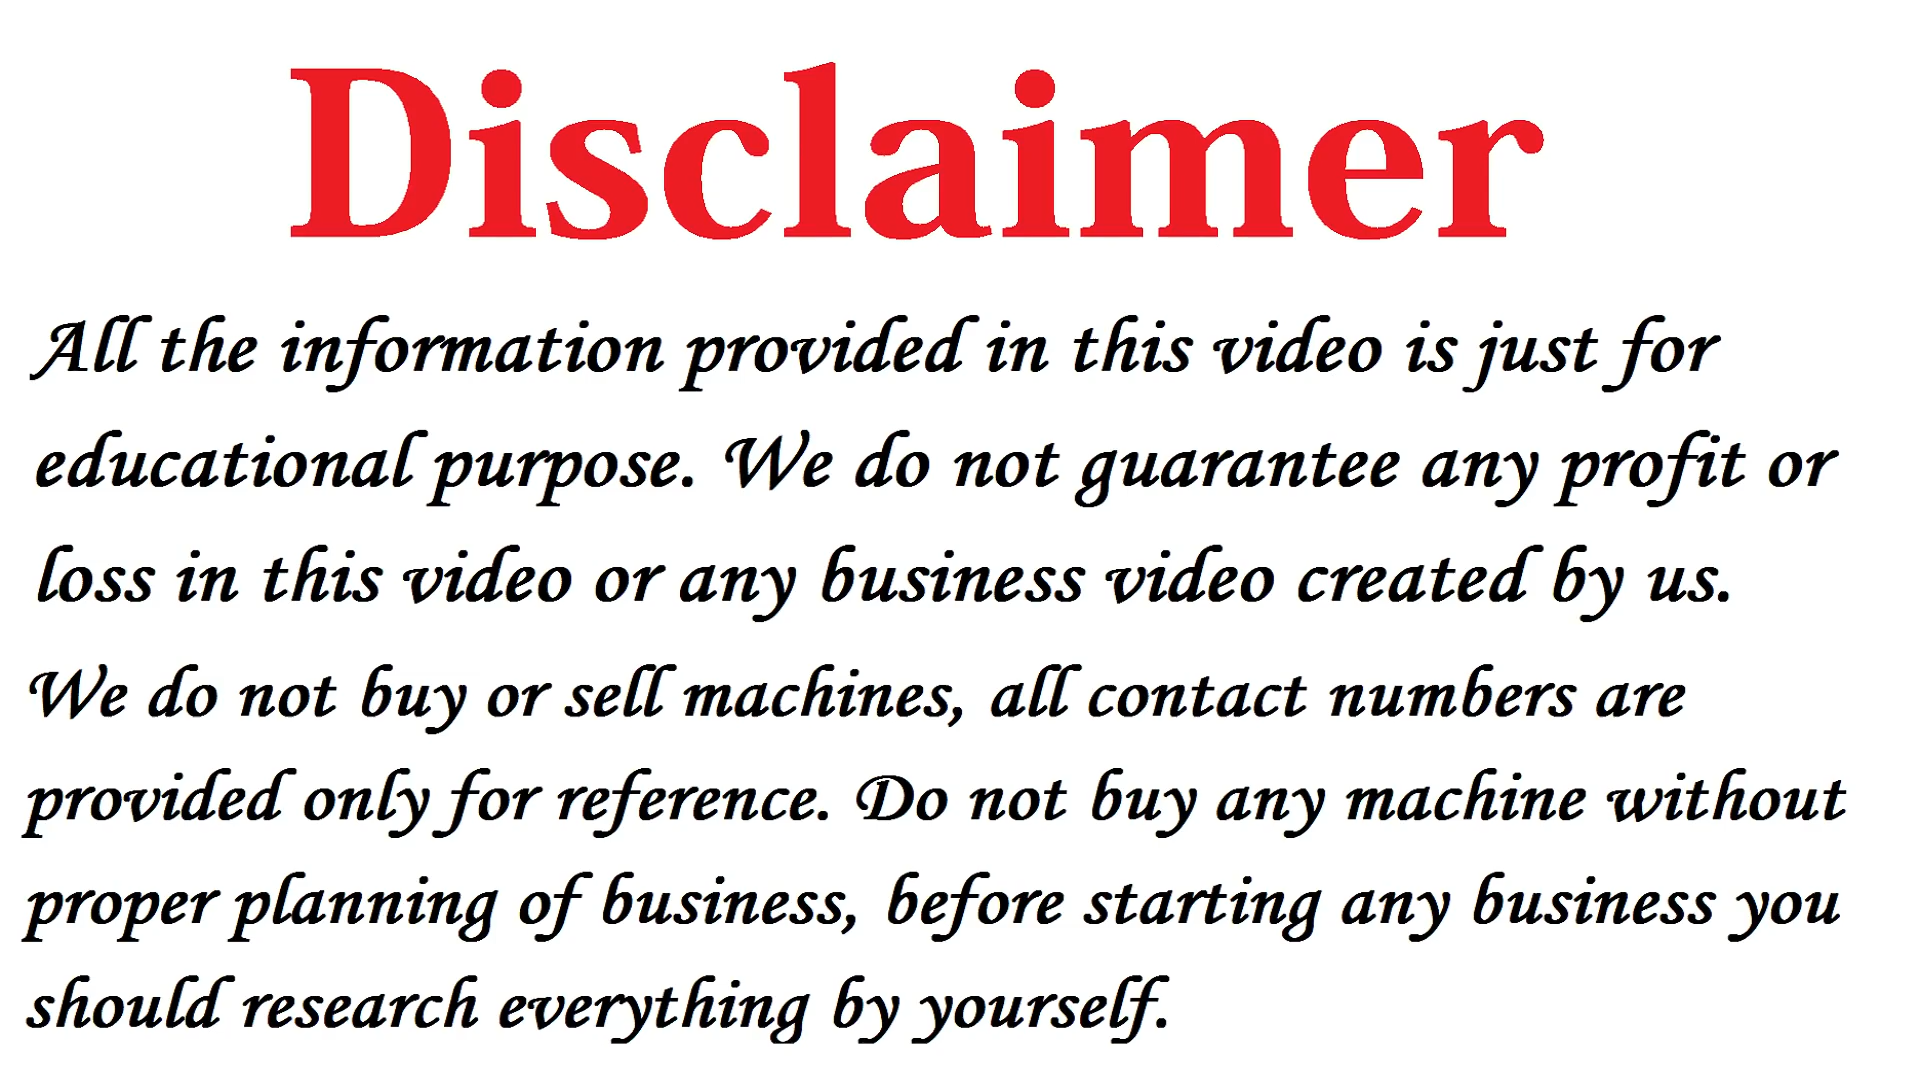 Disclaimer
All the information provided in this video is just for
educational purpose. We do not guarantee any profit or
loss in this video or any business video created by us.
We do not buy or sell machines, all contact numbers are
provided only for reference. Do not buy any machine without
proper planning of business, before starting any business you
should research everything by yourself.